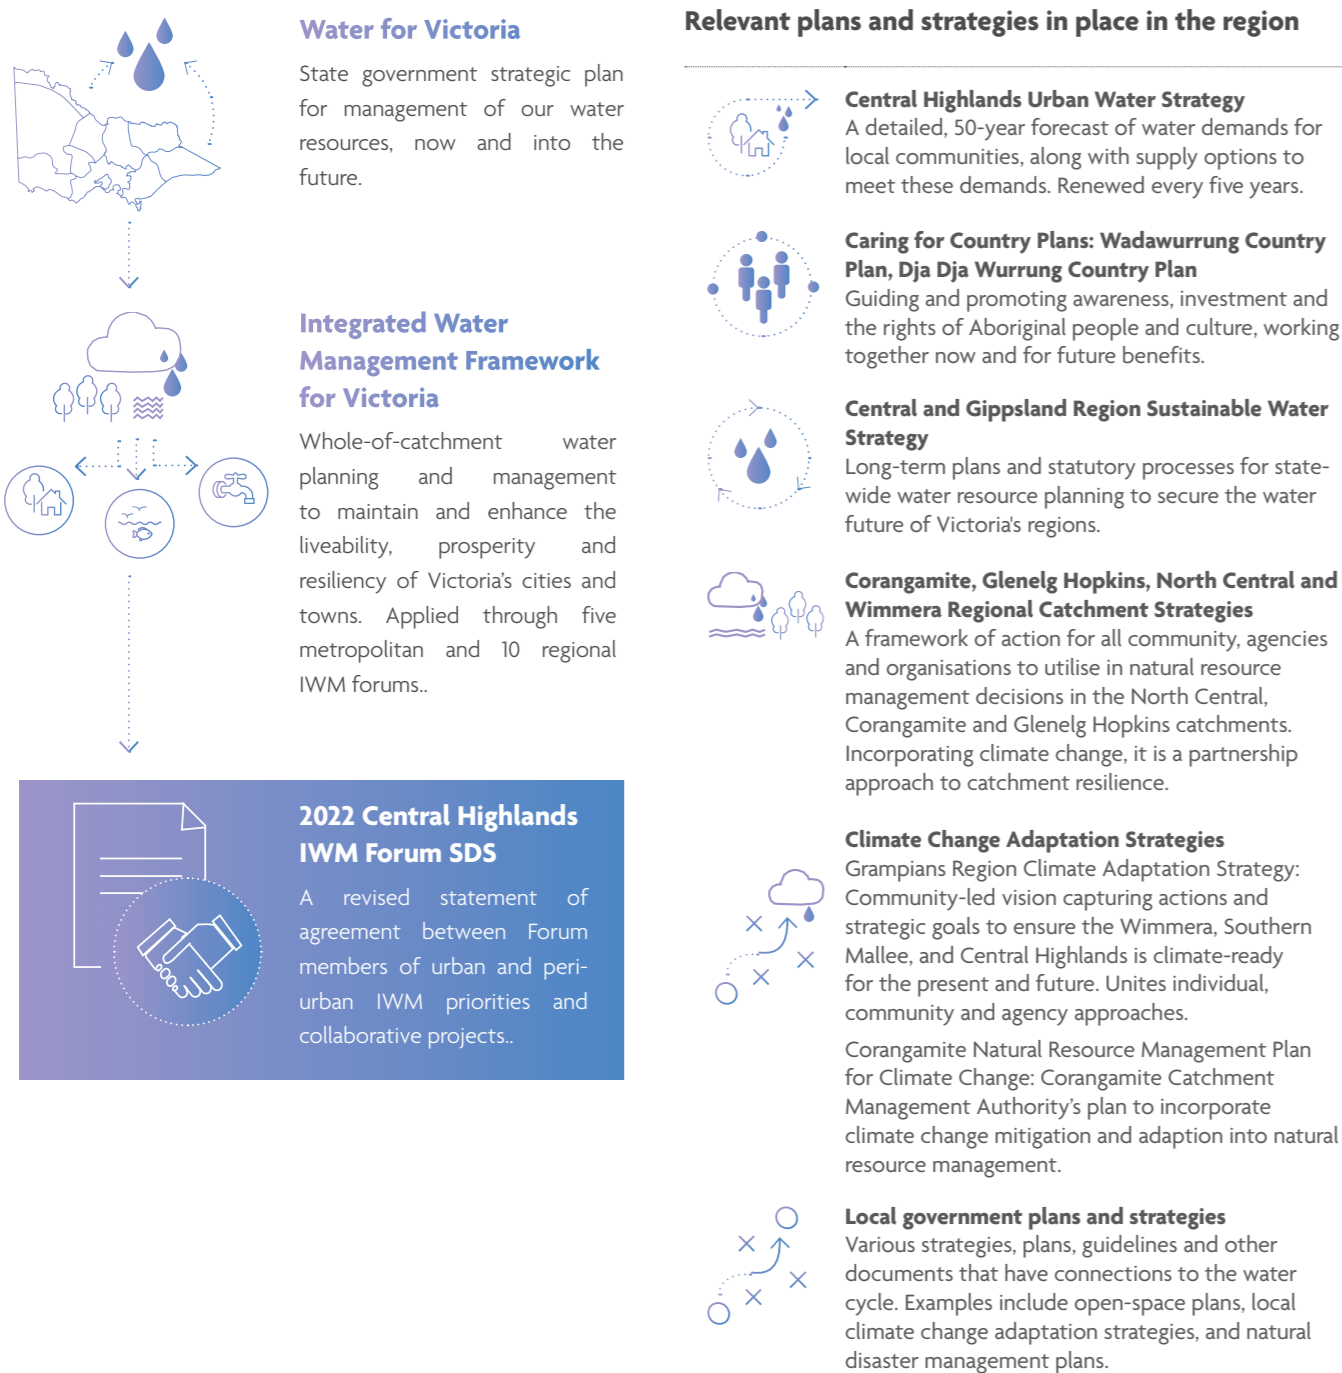 Water for Victoria
State government strategic plan
for management of our water
resources, now and into the
future.
Integrated Water
Management Framework
for Victoria
Whole-of-catchment water
planning and management
to maintain and enhance the
liveability, prosperity and
resiliency of Victoria’s cities and
towns. Applied through five
metropolitan and 10 regional
IWM forums..
2022 Central Highlands
IWM Forum SDS
A revised statement of
agreement between Forum
members of urban and peri-
urban IWM priorities and
collaborative projects..
Relevant plans and strategies in place in the region
Central Highlands Urban Water Strategy
A detailed, 50-year forecast of water demands for
local communities, along with supply options to
meet these demands. Renewed every five years.
Caring for Country Plans: Wadawurrung Country
Plan, Dja Dja Wurrung Country Plan
Guiding and promoting awareness, investment and
the rights of Aboriginal people and culture, working
together now and for future benefits.
Central and Gippsland Region Sustainable Water
Strategy
Long-term plans and statutory processes for state-
wide water resource planning to secure the water
future of Victoria's regions.
Corangamite, Glenelg Hopkins, North Central and
Wimmera Regional Catchment Strategies
A framework of action for all community, agencies
and organisations to utilise in natural resource
management decisions in the North Central,
Corangamite and Glenelg Hopkins catchments.
Incorporating climate change, it is a partnership
approach to catchment resilience.
Climate Change Adaptation Strategies
Grampians Region Climate Adaptation Strategy:
Community-led vision capturing actions and
strategic goals to ensure the Wimmera, Southern
Mallee, and Central Highlands is climate-ready
for the present and future. Unites individual,
community and agency approaches.
Corangamite Natural Resource Management Plan
for Climate Change: Corangamite Catchment
Management Authority’s plan to incorporate
climate change mitigation and adaption into natural
resource management.
Local government plans and strategies
Various strategies, plans, guidelines and other
documents that have connections to the water
cycle. Examples include open-space plans, local
climate change adaptation strategies, and natural
disaster management plans.